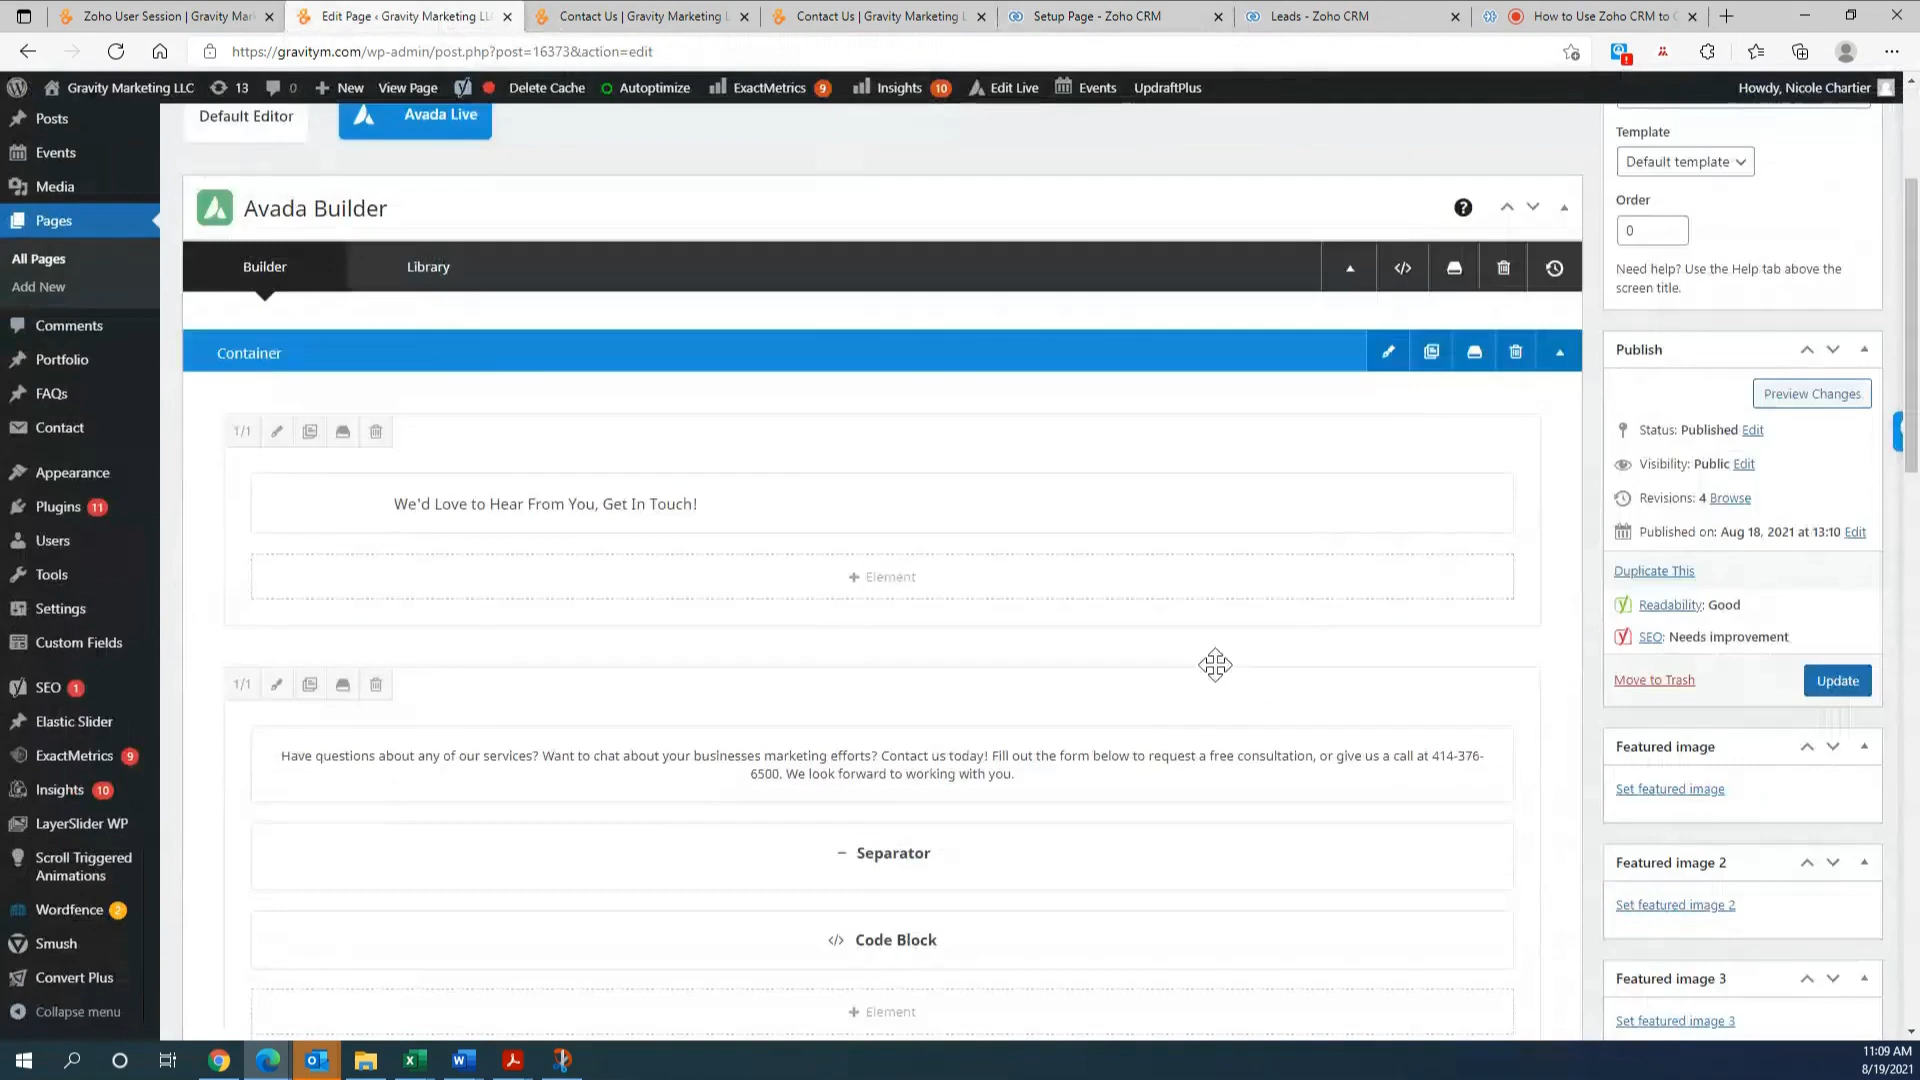 Zoho User Session | Gravity Mar
Edit Page ‹ Gravity Marketing LL
Contact Us | Gravity Marketing L
Contact Us | Gravity Marketing L
Setup Page - Zoho CRM
Leads - Zoho CRM
How to Use Zoho CRM to C
https://gravitym.com/wp-admin/post.php?post=16373&action=edit
Gravity Marketing LLC
13
0
New
View Page
Delete Cache
Autoptimize
ExactMetrics 9
Insights 10
Edit Live
Events
UpdraftPlus
Howdy, Nicole Chartier
Posts
Events
Media
Pages
All Pages
Add New
Comments
Portfolio
FAQs
Contact
Appearance
Plugins 11
Users
Tools
Settings
Custom Fields
SEO 1
Elastic Slider
ExactMetrics 9
Insights 10
LayerSlider WP
Scroll Triggered
Animations
Wordfence 2
Smush
Convert Plus
Collapse menu
Default Editor
Avada Live
Avada Builder
Builder
Library
Container
1/1
We'd Love to Hear From You, Get In Touch!
+ Element
1/1
Have questions about any of our services? Want to chat about your businesses marketing efforts? Contact us today! Fill out the form below to request a free consultation, or give us a call at 414-376-
6500. We look forward to working with you.
Separator
</> Code Block
+ Element
Template
Default template
Order
0
Need help? Use the Help tab above the
screen title.
Publish
Preview Changes
Status: Published Edit
Visibility: Public Edit
Revisions: 4 Browse
Published on: Aug 18, 2021 at 13:10 Edit
Duplicate This
Readability: Good
SEO: Needs improvement
Move to Trash
Update
Featured image
Set featured image
Featured image 2
Set featured image 2
Featured image 3
Set featured image 3
11:09 AM
8/19/2021